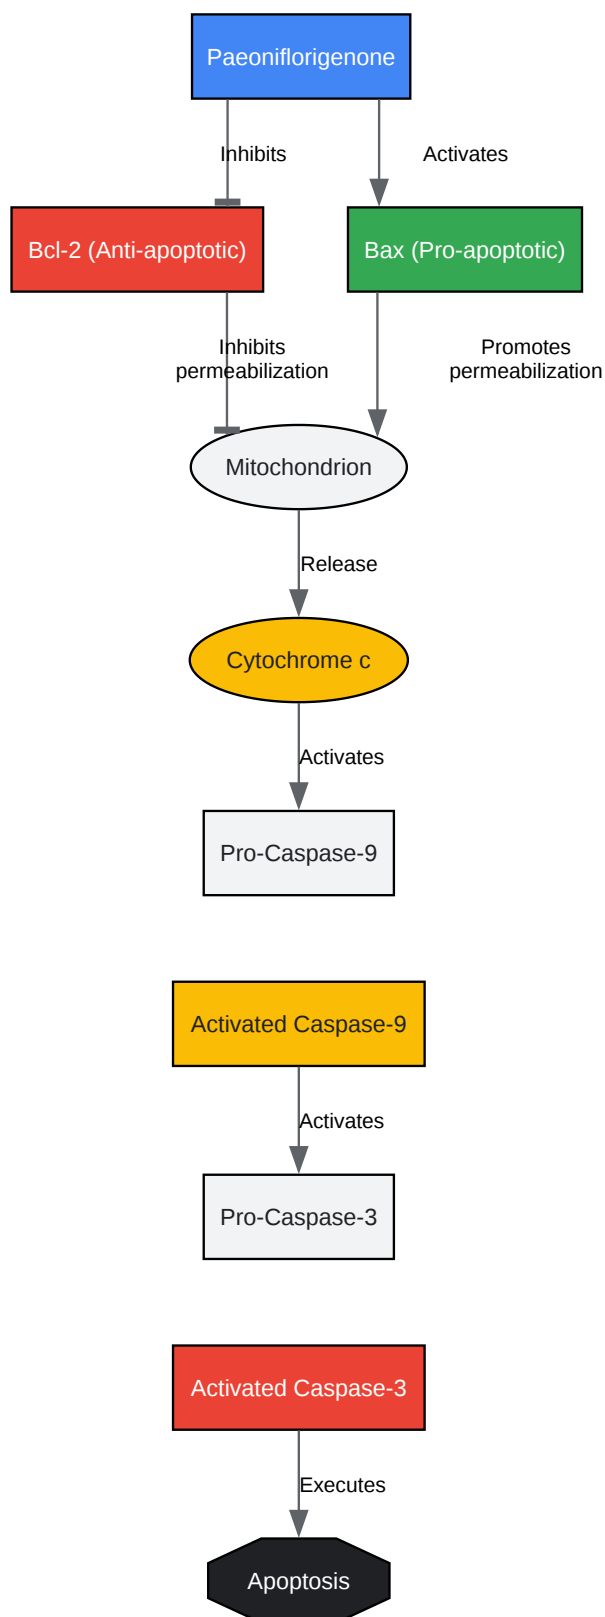 Paeoniflorigenone
Inhibits
Activates
Bcl-2 (Anti-apoptotic)
Bax (Pro-apoptotic)
Inhibits
permeabilization
Promotes
permeabilization
Mitochondrion
Release
Cytochrome c
Activates
Pro-Caspase-9
Activated Caspase-9
Activates
Pro-Caspase-3
Activated Caspase-3
Executes
Apoptosis